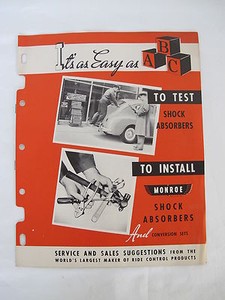 It's as Easy as
A B C
TO TEST
SHOCK
ABSORBERS
TO INSTALL
MONROE
SHOCK
ABSORBERS
And CONVERSION SETS
SERVICE AND SALES SUGGESTIONS FROM THE
WORLD'S LARGEST MAKER OF RIDE CONTROL PRODUCTS